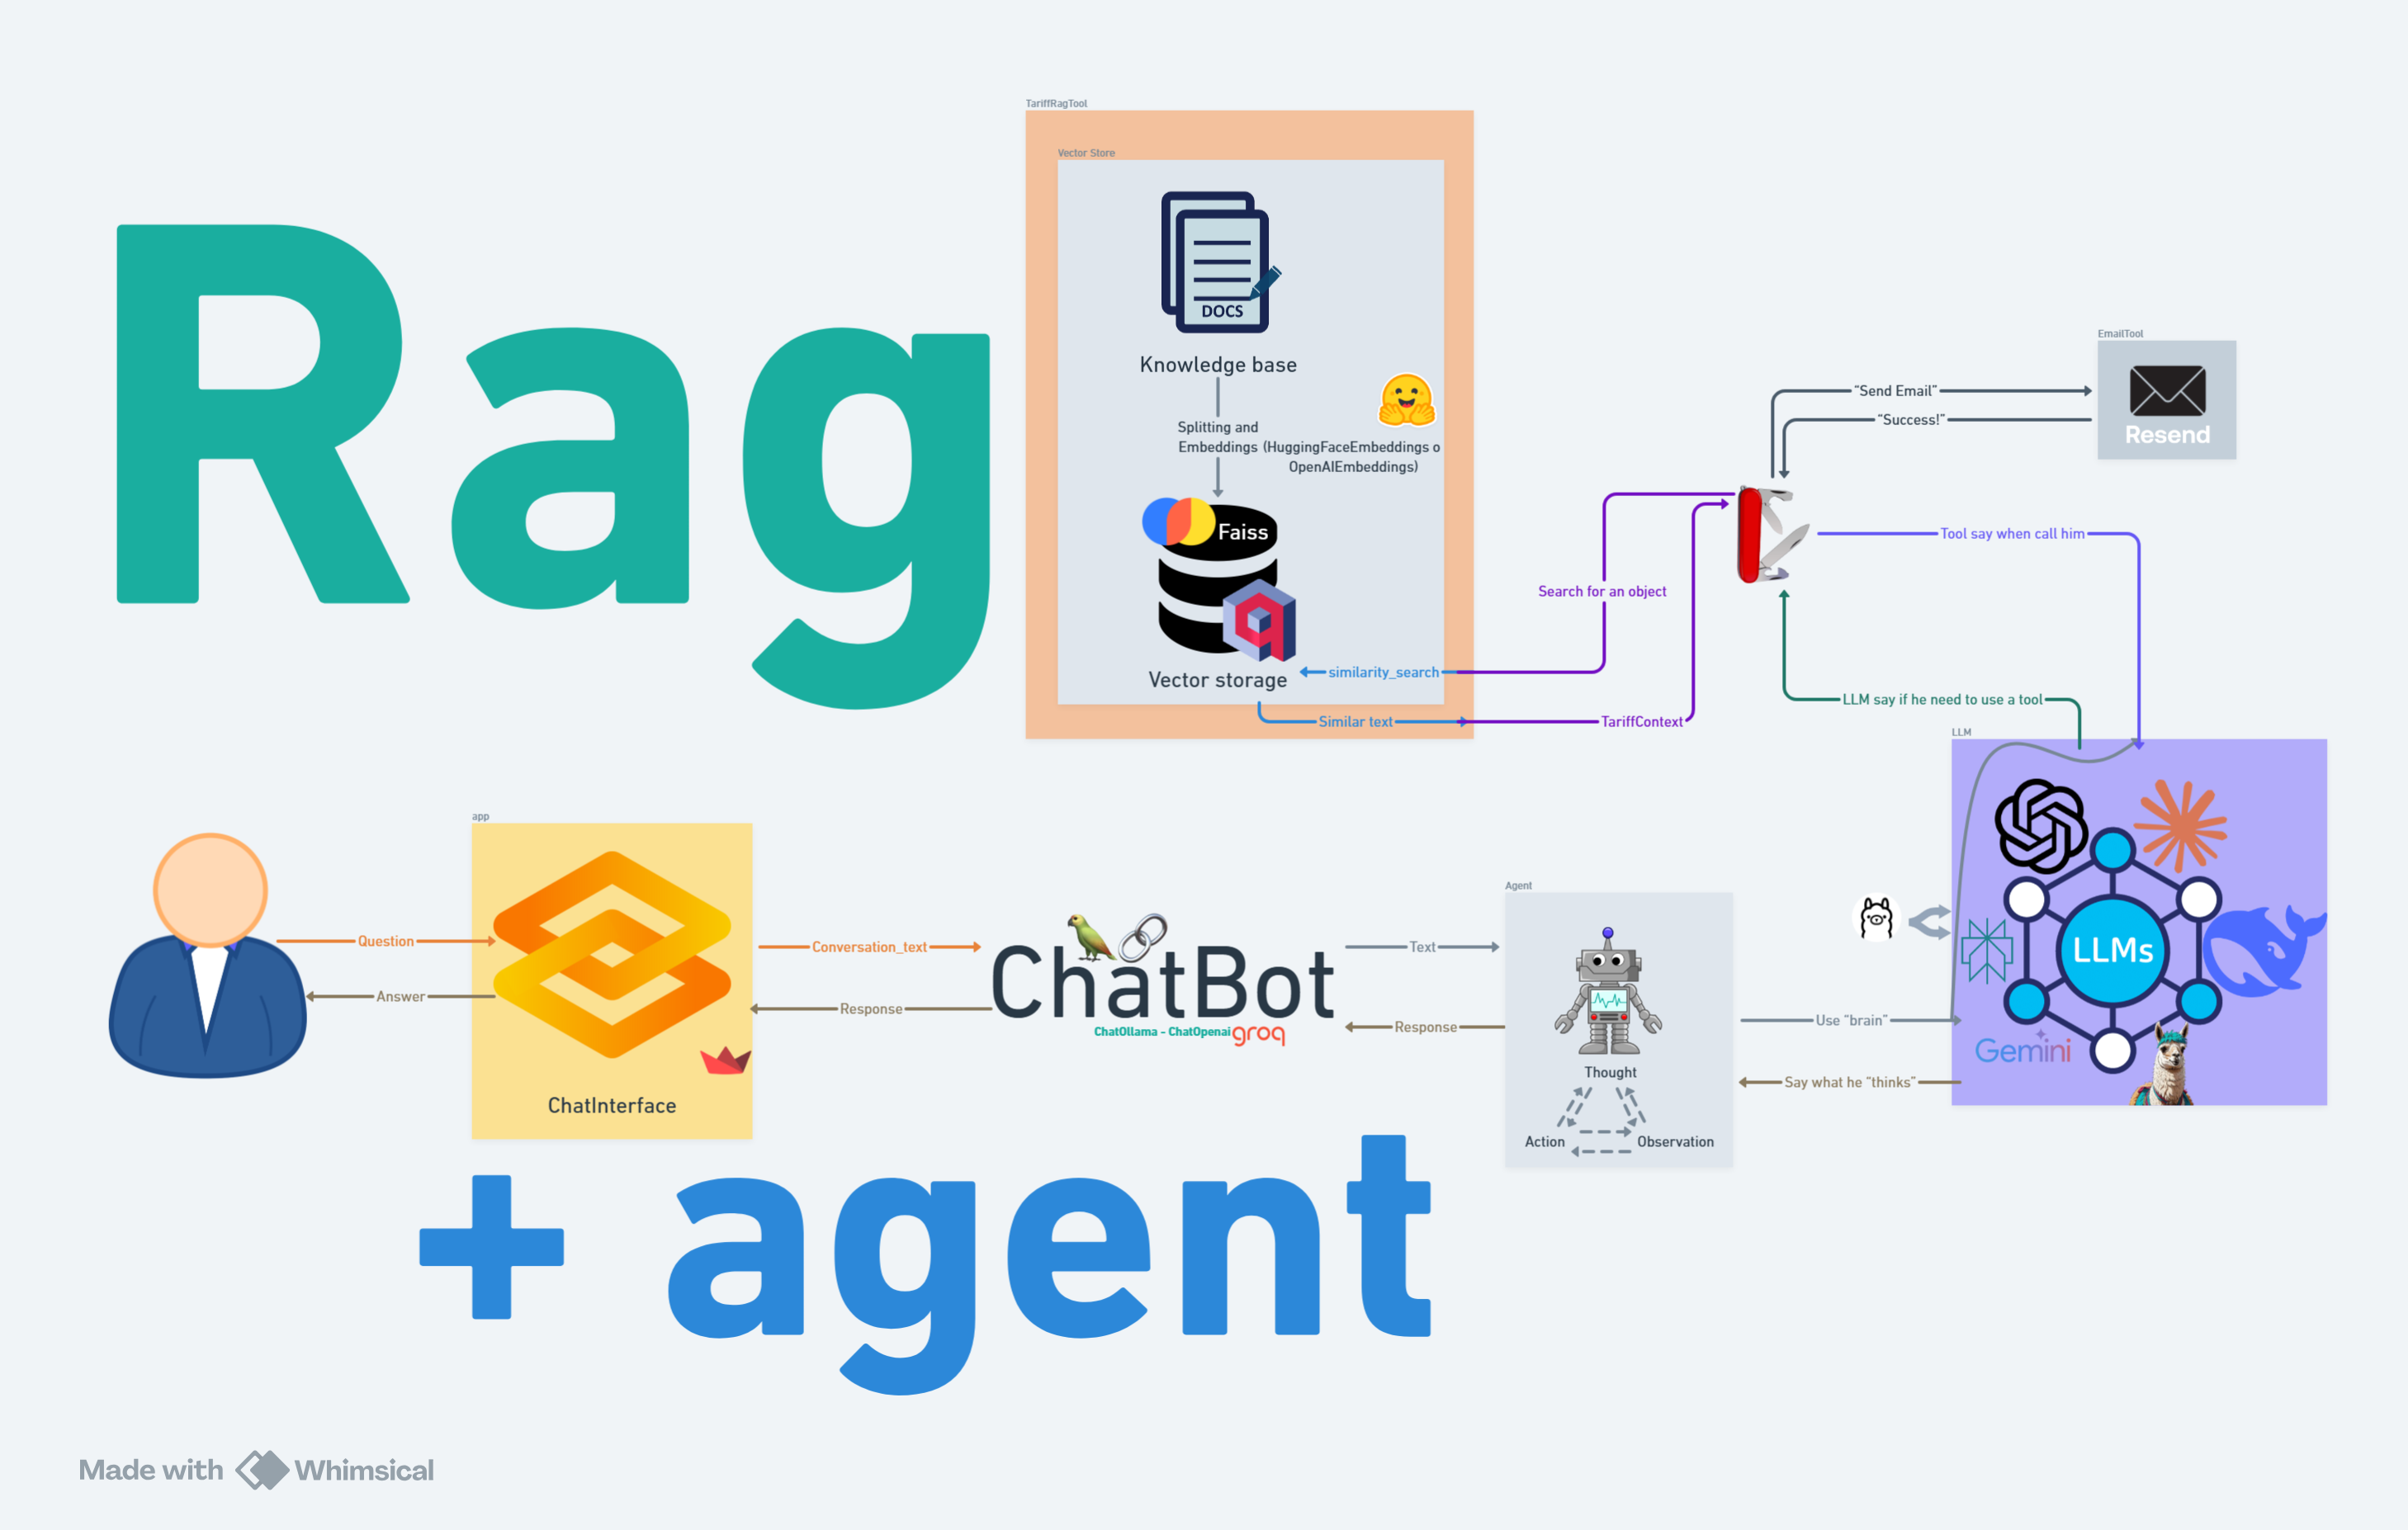 Rag
TariffRagTool
Vector Store
DOCS
Knowledge base
Splitting and
Embeddings (HuggingFaceEmbeddings o
OpenAIEmbeddings)
Faiss
Vector storage
similarity_search
Similar text
Search for an object
TariffContext
EmailTool
"Send Email"
"Success!"
Resend
Tool say when call him
LLM say if he need to use a tool
LLM
LLMs
Gemini
app
Question
Answer
ChatInterface
Conversation_text
Response
ChatBot
ChatOllama - ChatOpenai groq
Text
Response
Agent
Thought
Action
Observation
Use "brain"
Say what he "thinks"
+ agent
Made with Whimsical